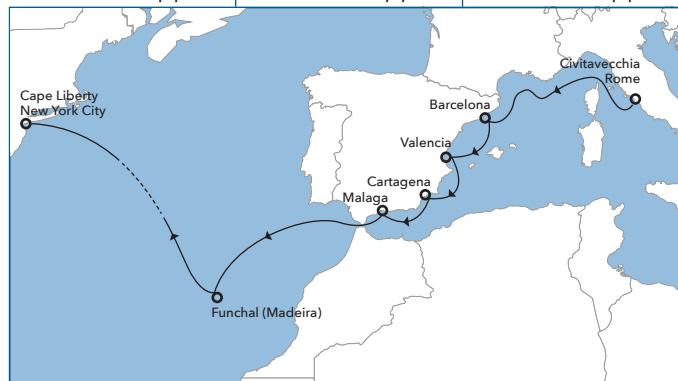 Civitavecchia
Rome
Cape Liberty
New York City
Barcelona
Valencia
Cartagena
Malaga
Funchal (Madeira)